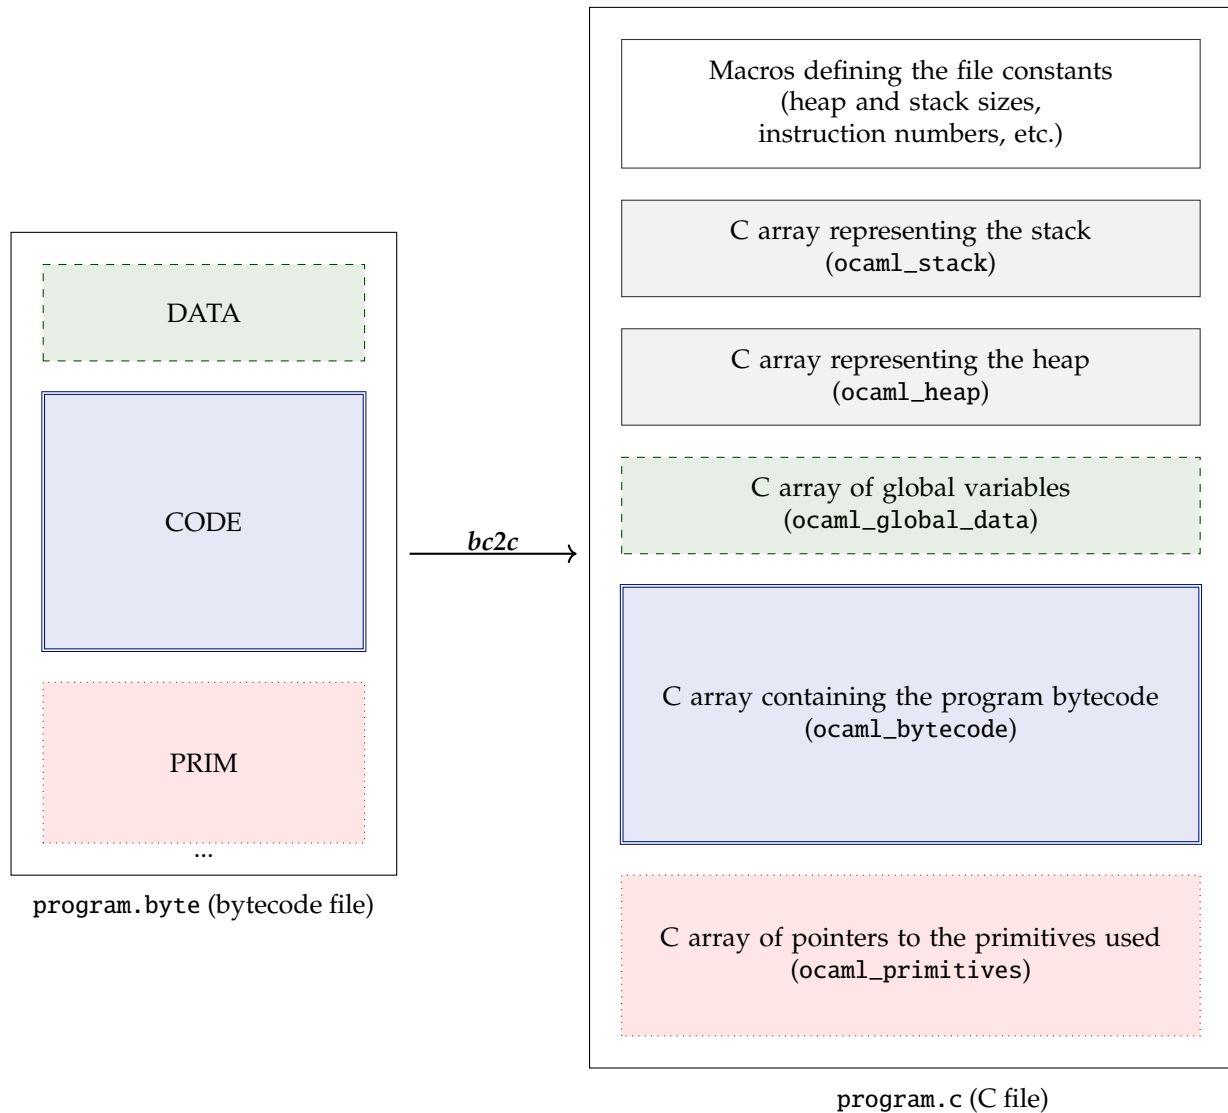 DATA
CODE
PRIM
...
program.byte (bytecode file)
bc2c
Macros defining the file constants
(heap and stack sizes,
instruction numbers, etc.)
C array representing the stack
(ocaml_stack)
C array representing the heap
(ocaml_heap)
C array of global variables
(ocaml_global_data)
C array containing the program bytecode
(ocaml_bytecode)
C array of pointers to the primitives used
(ocaml_primitives)
program.c (C file)